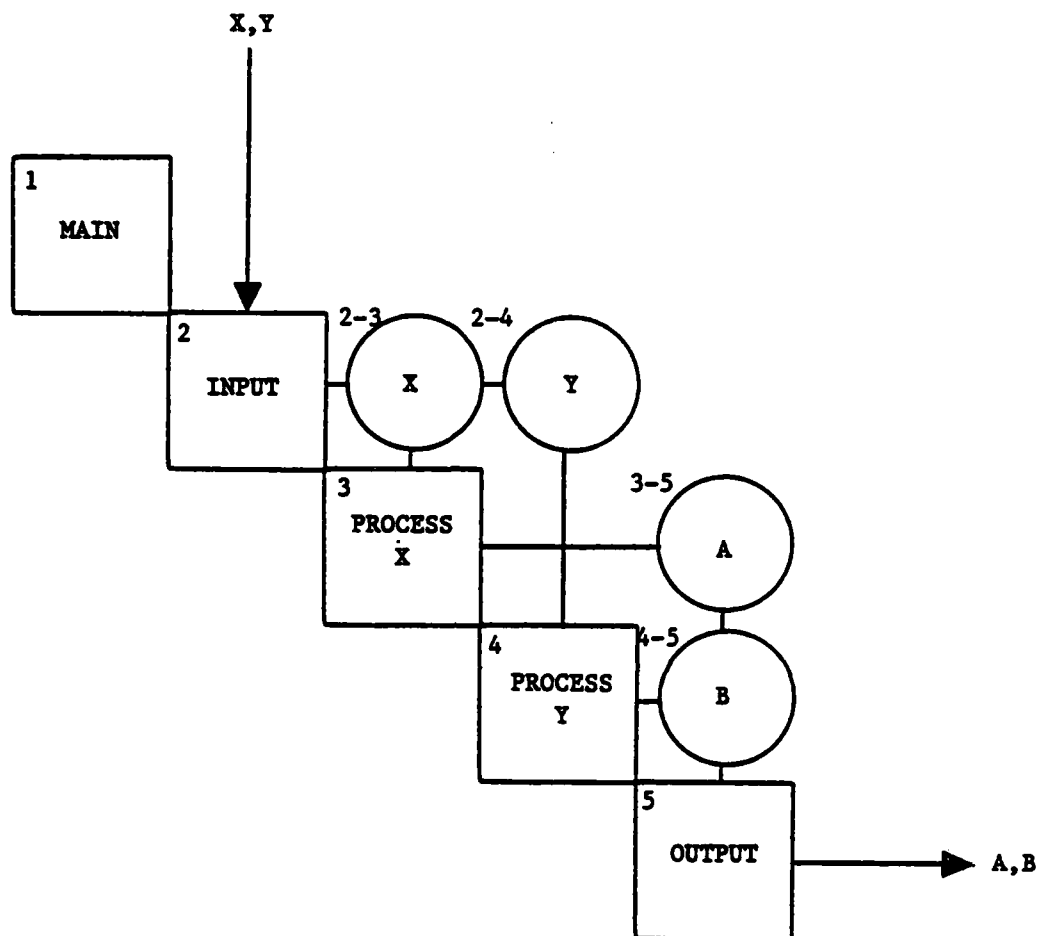 X,Y
1
MAIN
2
INPUT
2-3
X
2-4
Y
3
PROCESS
X
3-5
A
4
PROCESS
Y
4-5
B
5
OUTPUT
A,B